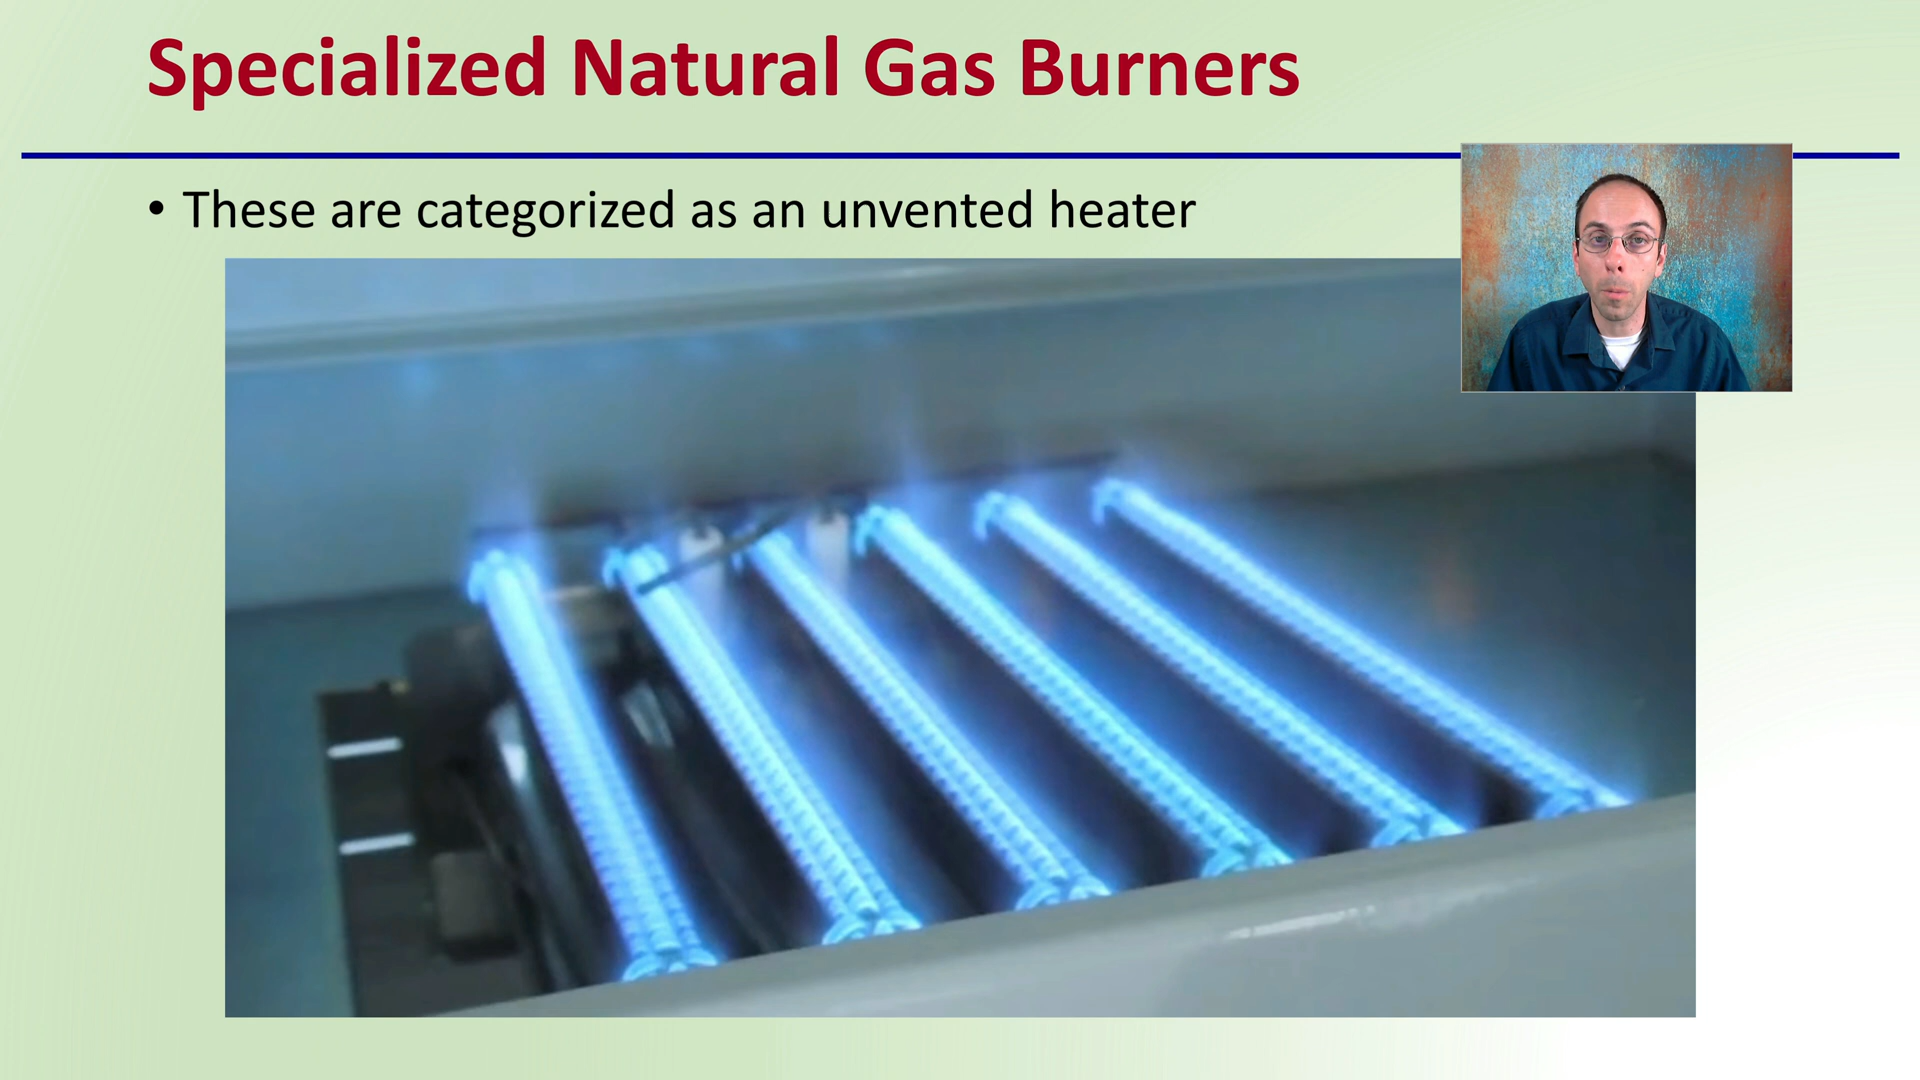 Specialized Natural Gas Burners
• These are categorized as an unvented heater